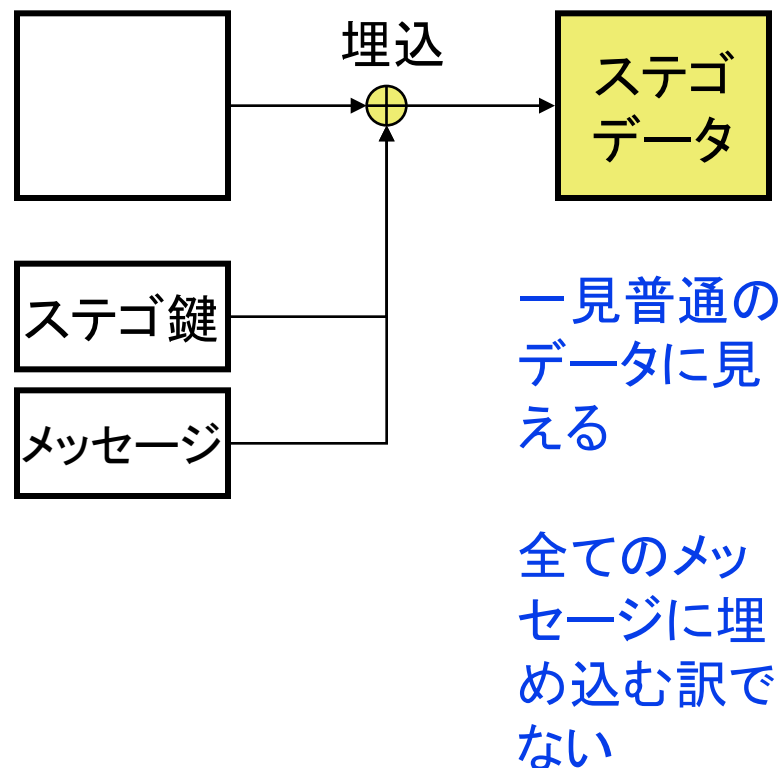 埋込
ステゴ
データ
ステゴ鍵
メッセージ
一見普通の
データに見
える
全てのメッ
セージに埋
め込む訳で
ない